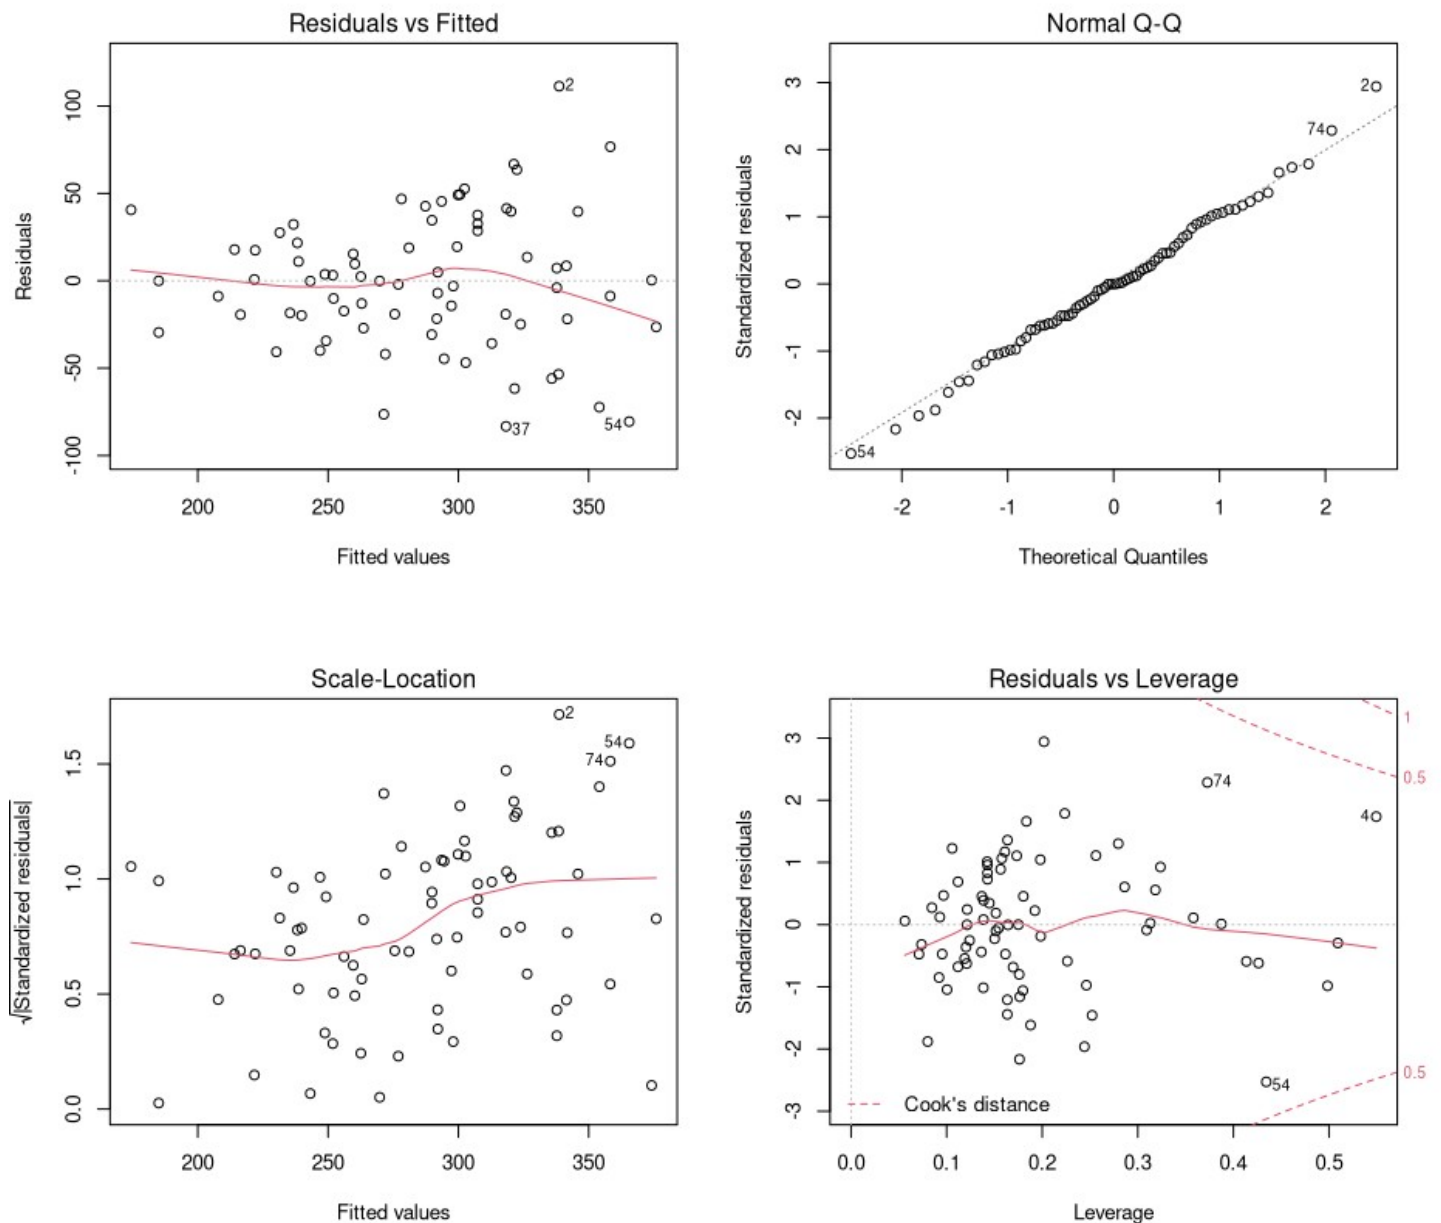 Residuals vs Fitted
Residuals
100
50
0
-50
-100
2
37
54
200 250 300 350
Fitted values
Normal Q-Q
Standardized residuals
3
2
1
0
-1
-2
2
74
54
-2 -1 0 1 2
Theoretical Quantiles
Scale-Location
√|Standardized residuals|
1.5
1.0
0.5
0.0
2
54
74
200 250 300 350
Fitted values
Residuals vs Leverage
Standardized residuals
3
2
1
0
-1
-2
-3
1
0.5
74
4
54
0.5
Cook's distance
0.0 0.1 0.2 0.3 0.4 0.5
Leverage